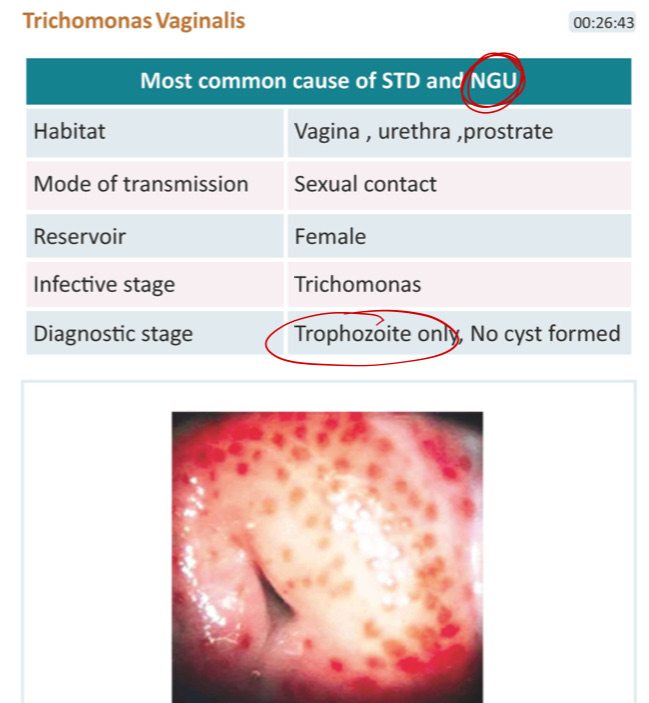 Trichomonas Vaginalis
00:26:43
Most common cause of STD and NGU
Habitat
Vagina , urethra ,prostrate
Mode of transmission
Sexual contact
Reservoir
Female
Infective stage
Trichomonas
Diagnostic stage
Trophozoite only, No cyst formed